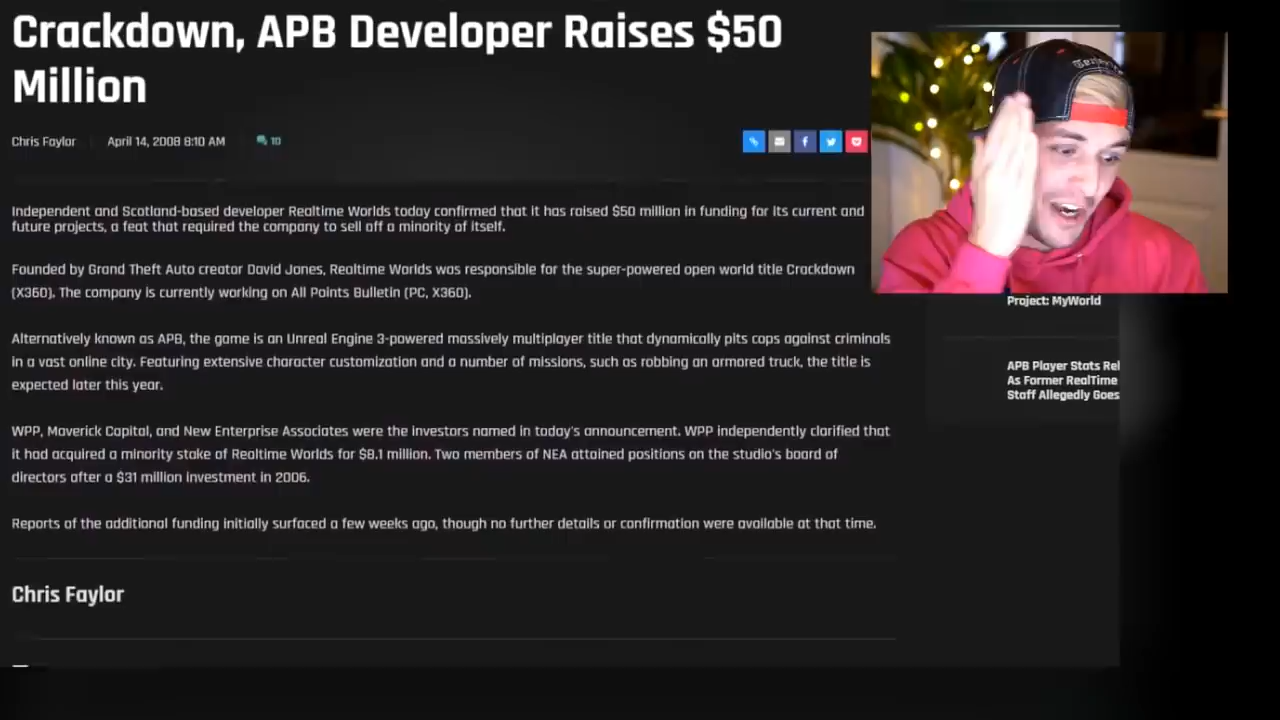 Crackdown, APB Developer Raises $50
Million
Chris Faylor
April 14, 2008 8:10 AM
10
Independent and Scotland-based developer Realtime Worlds today confirmed that it has raised $50 million in funding for its current and
future projects, a feat that required the company to sell off a minority of itself.
Founded by Grand Theft Auto creator David Jones, Realtime Worlds was responsible for the super-powered open world title Crackdown
(X360). The company is currently working on All Points Bulletin (PC, X360).
Alternatively known as APB, the game is an Unreal Engine 3-powered massively multiplayer title that dynamically pits cops against criminals
in a vast online city. Featuring extensive character customization and a number of missions, such as robbing an armored truck, the title is
expected later this year.
WPP, Maverick Capital, and New Enterprise Associates were the investors named in today's announcement. WPP independently clarified that
it had acquired a minority stake of Realtime Worlds for $8.1 million. Two members of NEA attained positions on the studio's board of
directors after a $31 million investment in 2006.
Reports of the additional funding initially surfaced a few weeks ago, though no further details or confirmation were available at that time.
Chris Faylor
Project: MyWorld
APB Player Stats Rel
As Former RealTime
Staff Allegedly Goes